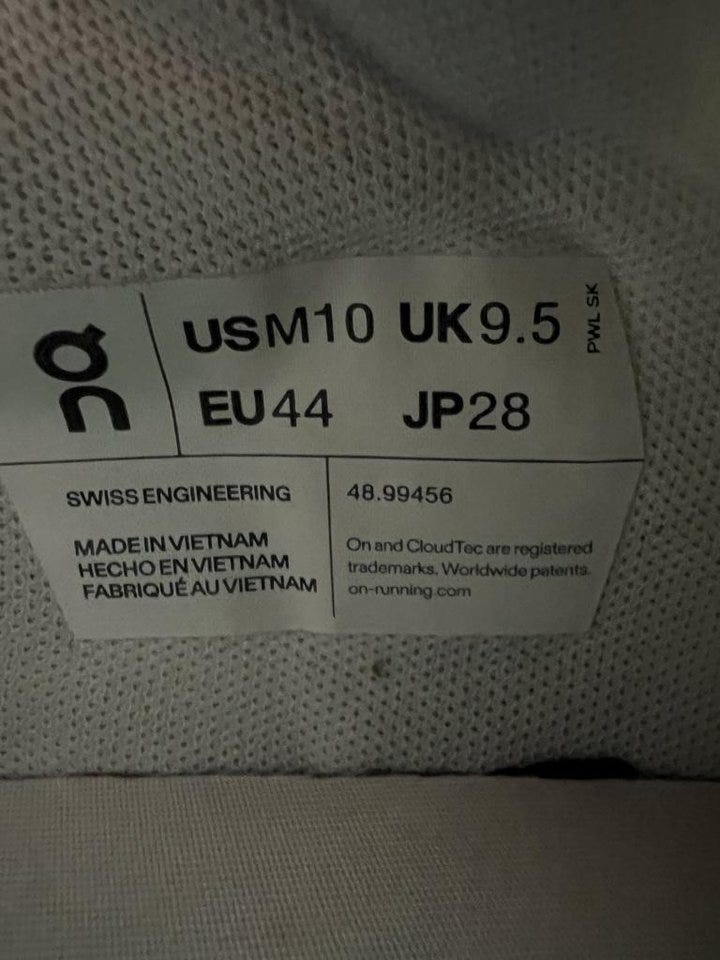 USM10 UK9.5
PWL SK
EU44 JP28
SWISS ENGINEERING
48.99456
MADE IN VIETNAM
HECHO EN VIETNAM
FABRIQUÉ AU VIETNAM
On and CloudTec are registered
trademarks. Worldwide patents.
on-running.com